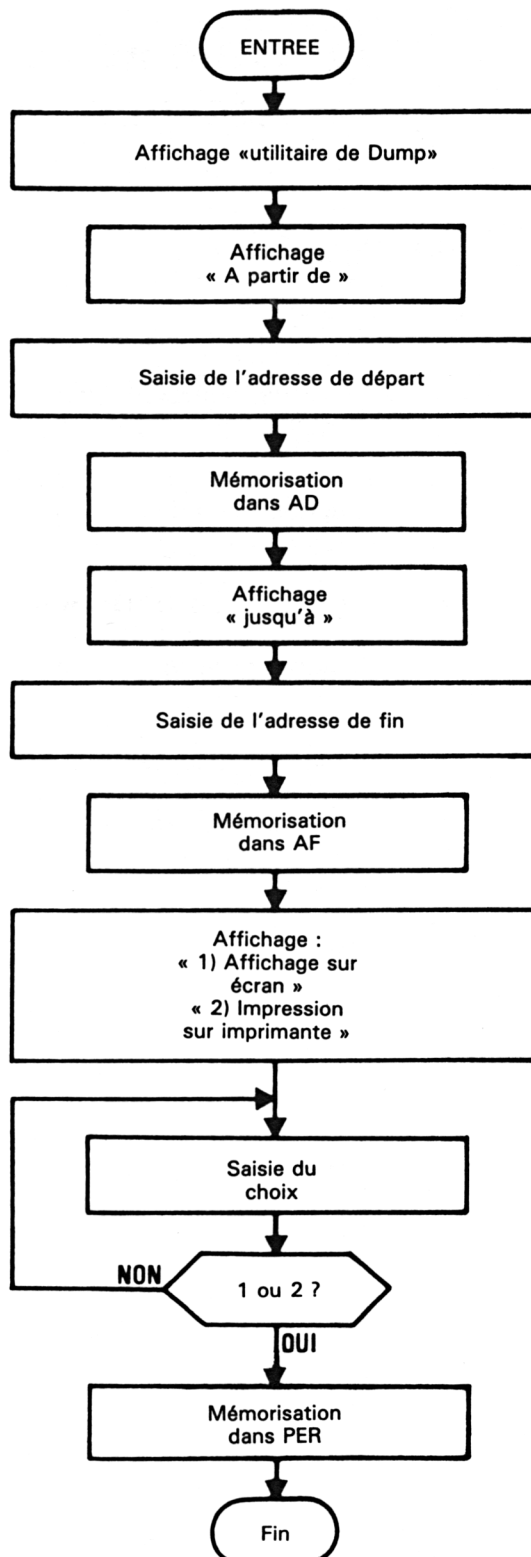 ENTREE
Affichage «utilitaire de Dump»
Affichage
« A partir de »
Saisie de l'adresse de départ
Mémorisation
dans AD
Affichage
« jusqu'à »
Saisie de l'adresse de fin
Mémorisation
dans AF
Affichage :
« 1) Affichage sur
écran »
« 2) Impression
sur imprimante »
Saisie du
choix
NON
1 ou 2 ?
OUI
Mémorisation
dans PER
Fin